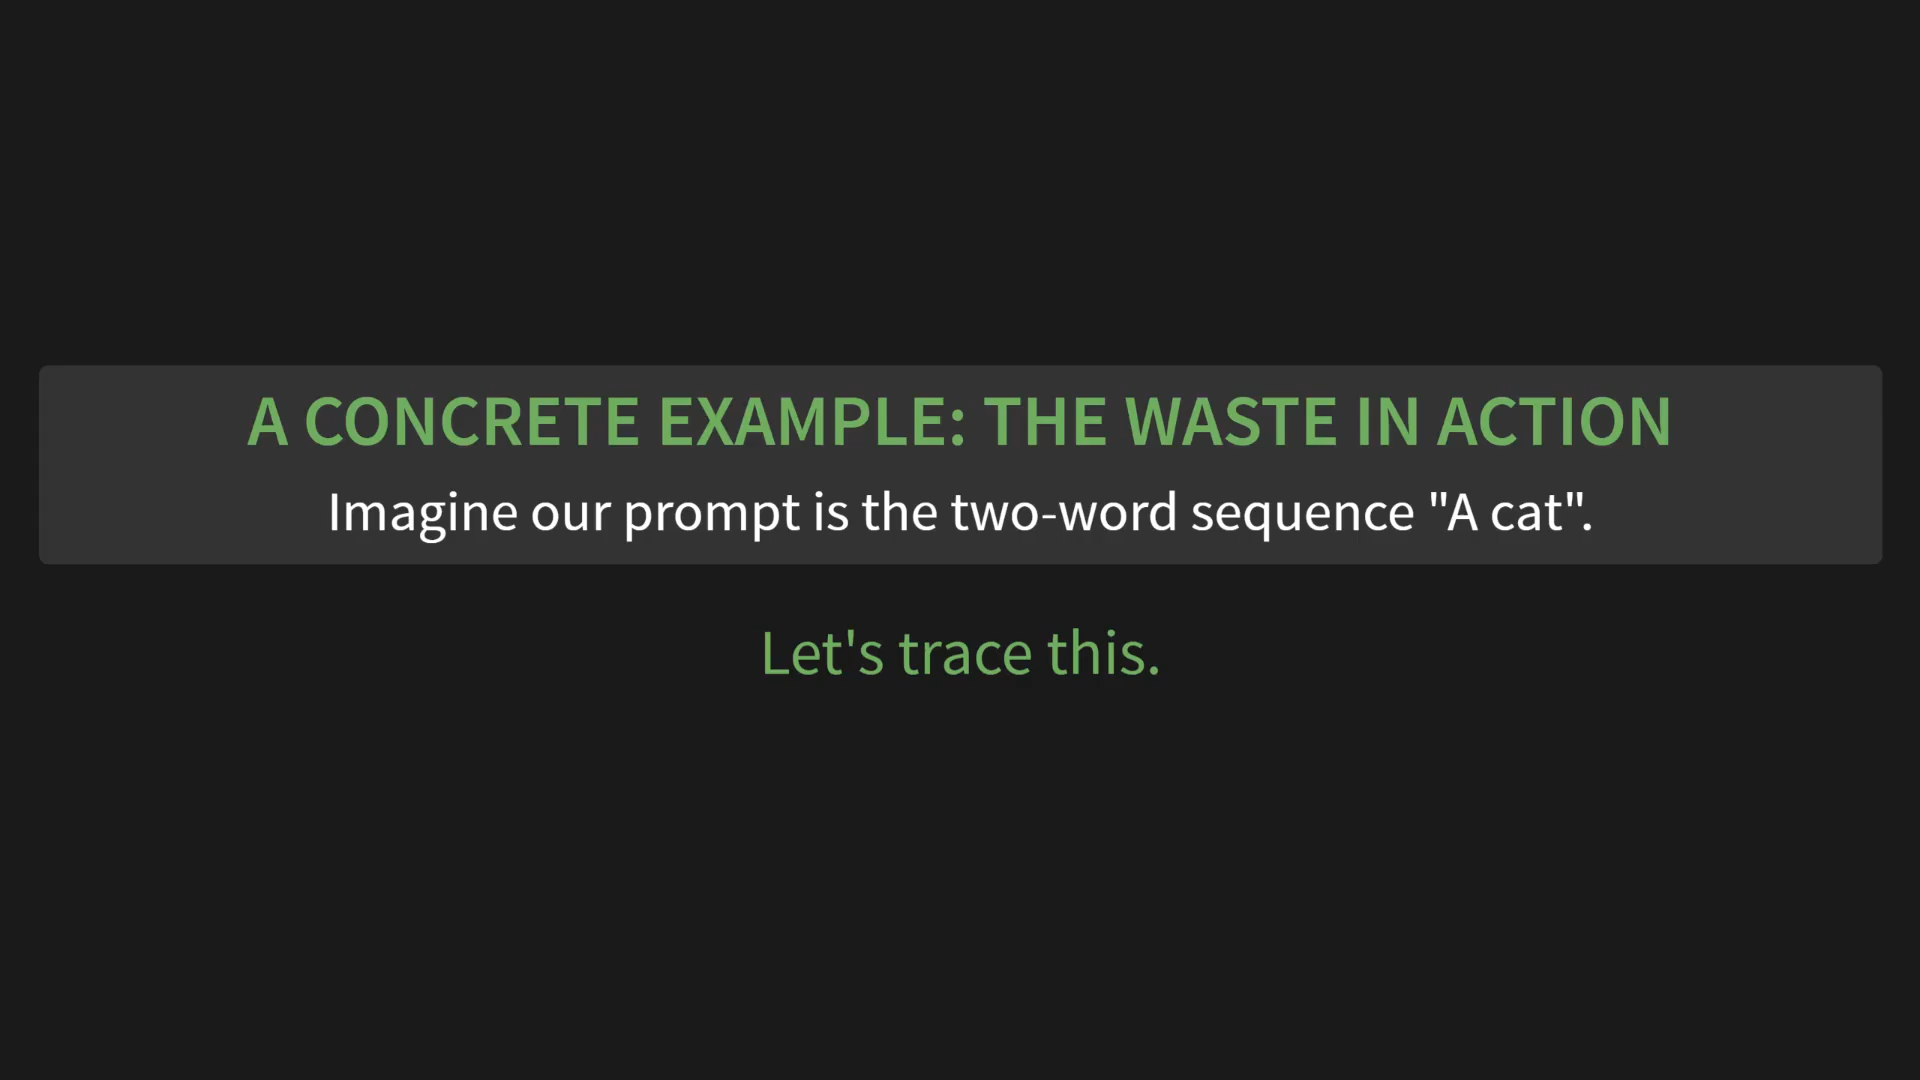 A CONCRETE EXAMPLE: THE WASTE IN ACTION
Imagine our prompt is the two-word sequence "A cat".
Let's trace this.